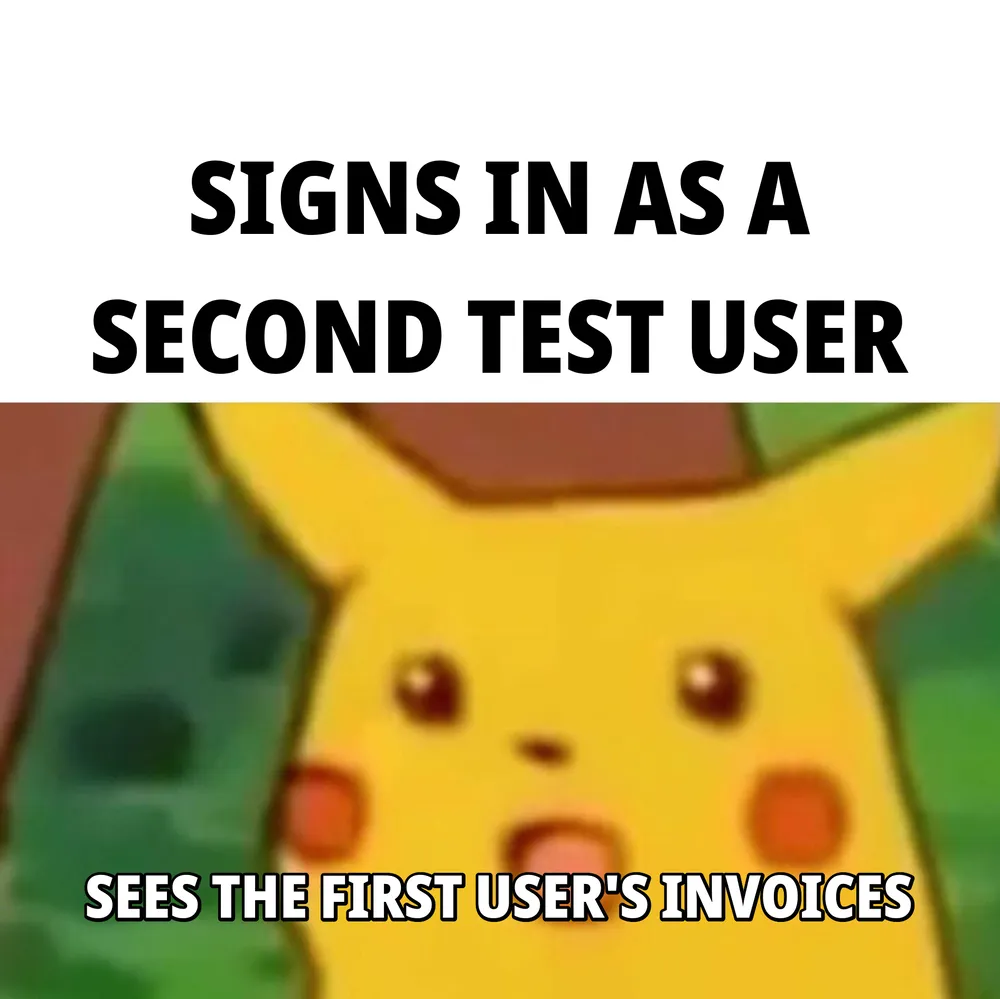 SIGNS IN AS A
SECOND TEST USER
SEES THE FIRST USER'S INVOICES